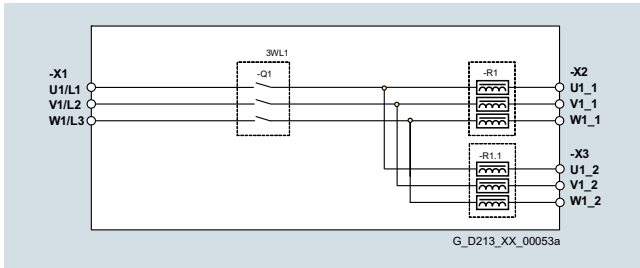 3WL1
-X1
-Q1
-R1
-X2
U1/L1
U1_1
V1/L2
V1_1
W1/L3
W1_1
-R1.1
-X3
U1_2
V1_2
W1_2
G_D213_XX_00053a